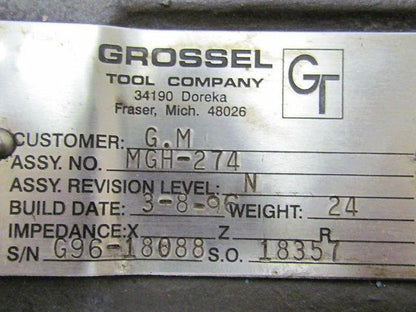 GROSSEL
GT
TOOL COMPANY
34190 Doreka
Fraser, Mich. 48026
CUSTOMER: G.M
ASSY. NO. MGH-274
ASSY. REVISION LEVEL: N
BUILD DATE: 3-8-96 WEIGHT: 24
IMPEDANCE:X Z R
S/N G96-18088 S.O. 18357